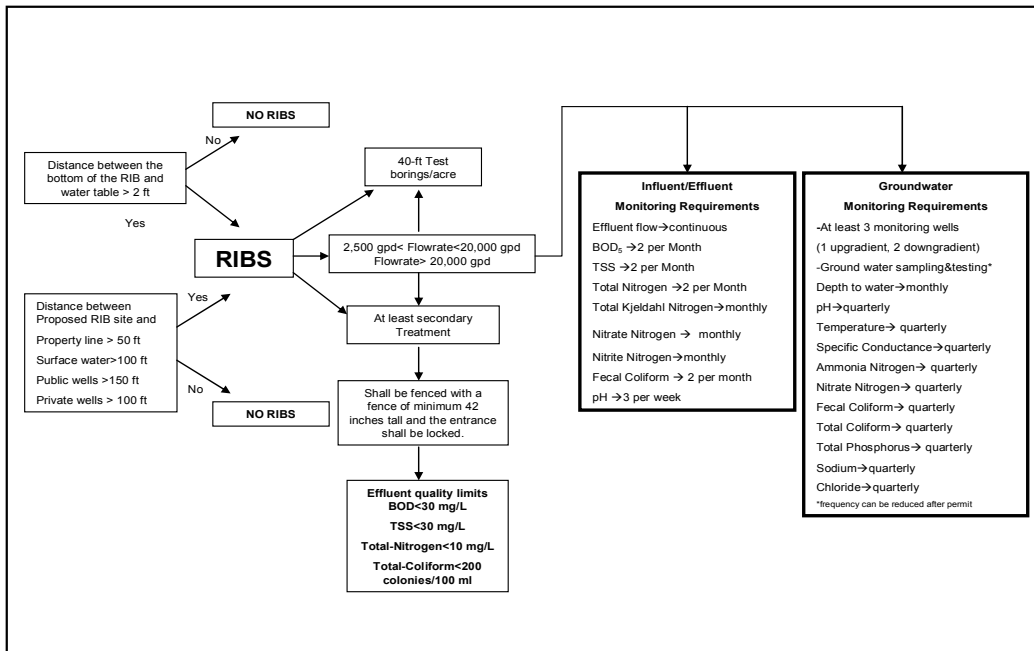 NO RIBS
No
Distance between the
bottom of the RIB and
water table > 2 ft
Yes
40-ft Test
borings/acre
RIBS
2,500 gpd< Flowrate<20,000 gpd
Flowrate> 20,000 gpd
Distance between
Proposed RIB site and
Property line > 50 ft
Surface water>100 ft
Public wells >150 ft
Private wells > 100 ft
Yes
No
NO RIBS
At least secondary
Treatment
Shall be fenced with a
fence of minimum 42
inches tall and the entrance
shall be locked.
Effluent quality limits
BOD<30 mg/L
TSS<30 mg/L
Total-Nitrogen<10 mg/L
Total-Coliform<200
colonies/100 ml
Influent/Effluent
Monitoring Requirements
Effluent flow→continuous
BOD₅ →2 per Month
TSS →2 per Month
Total Nitrogen →2 per Month
Total Kjeldahl Nitrogen→monthly
Nitrate Nitrogen → monthly
Nitrite Nitrogen→monthly
Fecal Coliform → 2 per month
pH →3 per week
Groundwater
Monitoring Requirements
-At least 3 monitoring wells
(1 upgradient, 2 downgradient)
-Ground water sampling&testing*
Depth to water→monthly
pH→quarterly
Temperature→ quarterly
Specific Conductance→quarterly
Ammonia Nitrogen→ quarterly
Nitrate Nitrogen→ quarterly
Fecal Coliform→ quarterly
Total Coliform→ quarterly
Total Phosphorus→ quarterly
Sodium→quarterly
Chloride→quarterly
*frequency can be reduced after permit